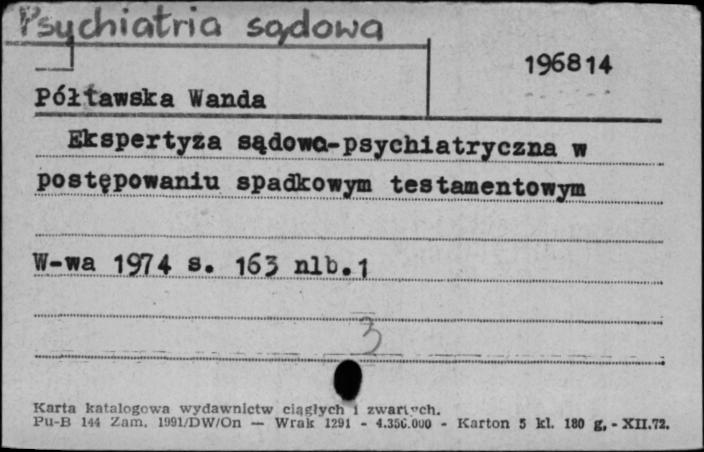 Psychiatria sądowa
196814
Półtawska Wanda
Ekspertyza sądowo-psychiatryczna w
postępowaniu spadkowym testamentowym
W-wa 1974 s. 163 nlb.1
3
Karta katalogowa wydawnictw ciągłych i zwartych.
Pu-B 144 Zam. 1991/DW/On — Wrak 1291 - 4.350.000 - Karton 5 kl. 180 g. - XII.72.